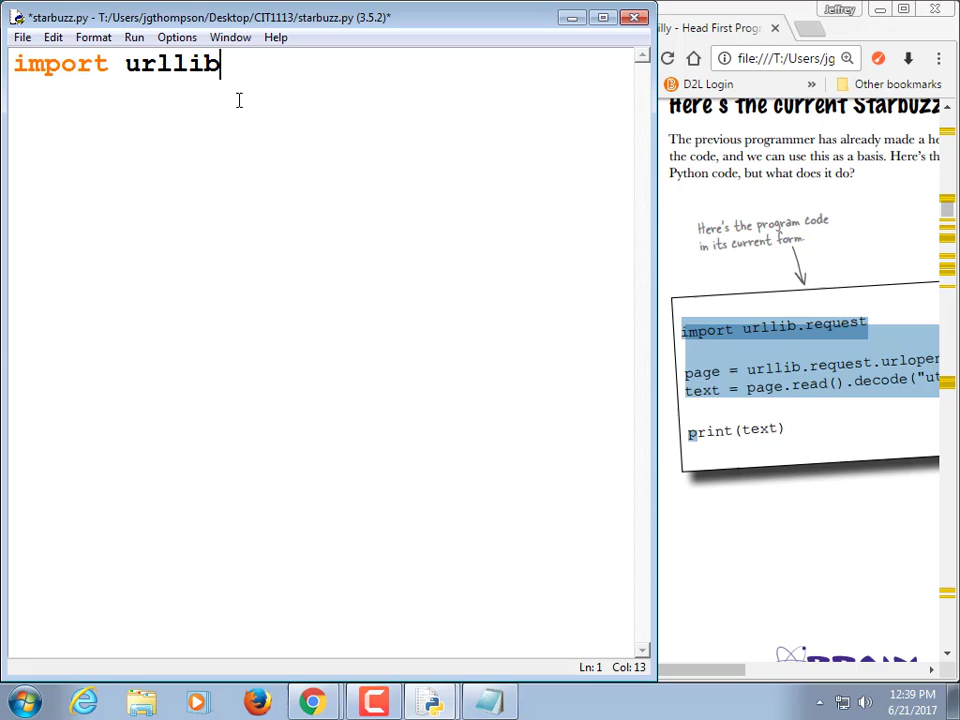 *starbuzz.py - T:/Users/jgthompson/Desktop/CIT1113/starbuzz.py (3.5.2)*
File Edit Format Run Options Window Help
import urllib
Ln: 1 Col: 13
Jeffrey
illy - Head First Prog
file:///T:/Users/jg
D2L Login » Other bookmarks
Here's the current Starbuzz
The previous programmer has already made a he
the code, and we can use this as a basis. Here's th
Python code, but what does it do?
Here's the program code
in its current form.
import urllib.request
page = urllib.request.urlopen
text = page.read().decode("ut
print(text)
BRAIN
12:39 PM
6/21/2017